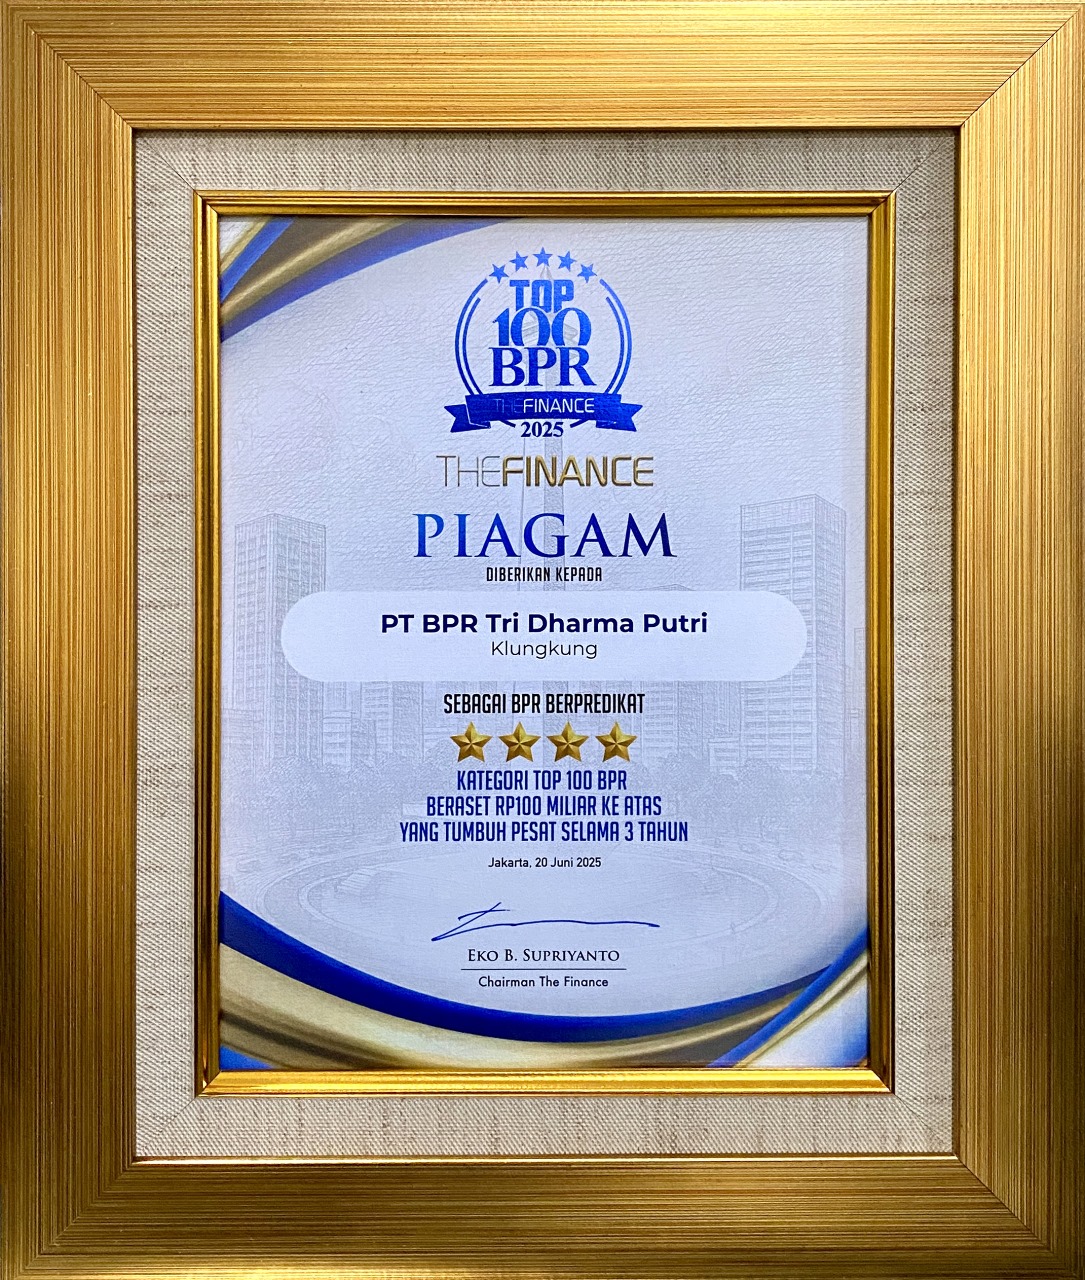 TOP
100
BPR
THEFINANCE
2025
THEFINANCE
PIAGAM
DIBERIKAN KEPADA
PT BPR Tri Dharma Putri
Klungkung
SEBAGAI BPR BERPREDIKAT
KATEGORI TOP 100 BPR
BERASET RP100 MILIAR KE ATAS
YANG TUMBUH PESAT SELAMA 3 TAHUN
Jakarta, 20 Juni 2025
EKO B. SUPRIYANTO
Chairman The Finance